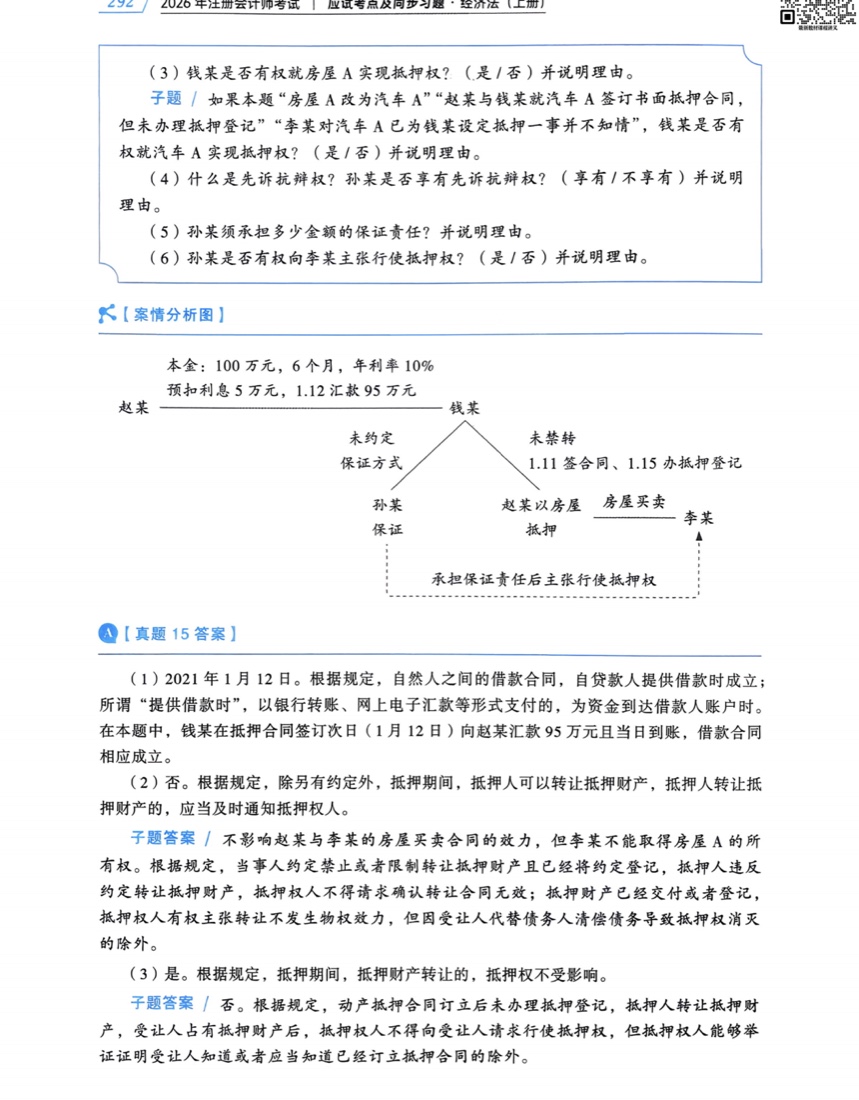 292 / 2026年注册会计师考试 | 应试考点及同步习题·经济法（上册）
（3）钱某是否有权就房屋 A 实现抵押权？（是/否）并说明理由。
子题 / 如果本题“房屋 A 改为汽车 A”“赵某与钱某就汽车 A 签订书面抵押合同，
但未办理抵押登记”“李某对汽车 A 已为钱某设定抵押一事并不知情”，钱某是否有
权就汽车 A 实现抵押权？（是/否）并说明理由。
（4）什么是先诉抗辩权？孙某是否享有先诉抗辩权？（享有/不享有）并说明
理由。
（5）孙某须承担多少金额的保证责任？并说明理由。
（6）孙某是否有权向李某主张行使抵押权？（是/否）并说明理由。
【案情分析图】
本金：100 万元，6 个月，年利率 10%
预扣利息 5 万元，1.12 汇款 95 万元
赵某 钱某
未约定 未禁转
保证方式 1.11 签合同、1.15 办抵押登记
孙某 赵某以房屋 房屋买卖 李某
保证 抵押
承担保证责任后主张行使抵押权
A【真题 15 答案】
（1）2021 年 1 月 12 日。根据规定，自然人之间的借款合同，自贷款人提供借款时成立；
所谓“提供借款时”，以银行转账、网上电子汇款等形式支付的，为资金到达借款人账户时。
在本题中，钱某在抵押合同签订次日（1 月 12 日）向赵某汇款 95 万元且当日到账，借款合同
相应成立。
（2）否。根据规定，除另有约定外，抵押期间，抵押人可以转让抵押财产，抵押人转让抵
押财产的，应当及时通知抵押权人。
子题答案 / 不影响赵某与李某的房屋买卖合同的效力，但李某不能取得房屋 A 的所
有权。根据规定，当事人约定禁止或者限制转让抵押财产且已经将约定登记，抵押人违反
约定转让抵押财产，抵押权人不得请求确认转让合同无效；抵押财产已经交付或者登记，
抵押权人有权主张转让不发生物权效力，但因受让人代替债务人清偿债务导致抵押权消灭
的除外。
（3）是。根据规定，抵押期间，抵押财产转让的，抵押权不受影响。
子题答案 / 否。根据规定，动产抵押合同订立后未办理抵押登记，抵押人转让抵押财
产，受让人占有抵押财产后，抵押权人不得向受让人请求行使抵押权，但抵押权人能够举
证证明受让人知道或者应当知道已经订立抵押合同的除外。